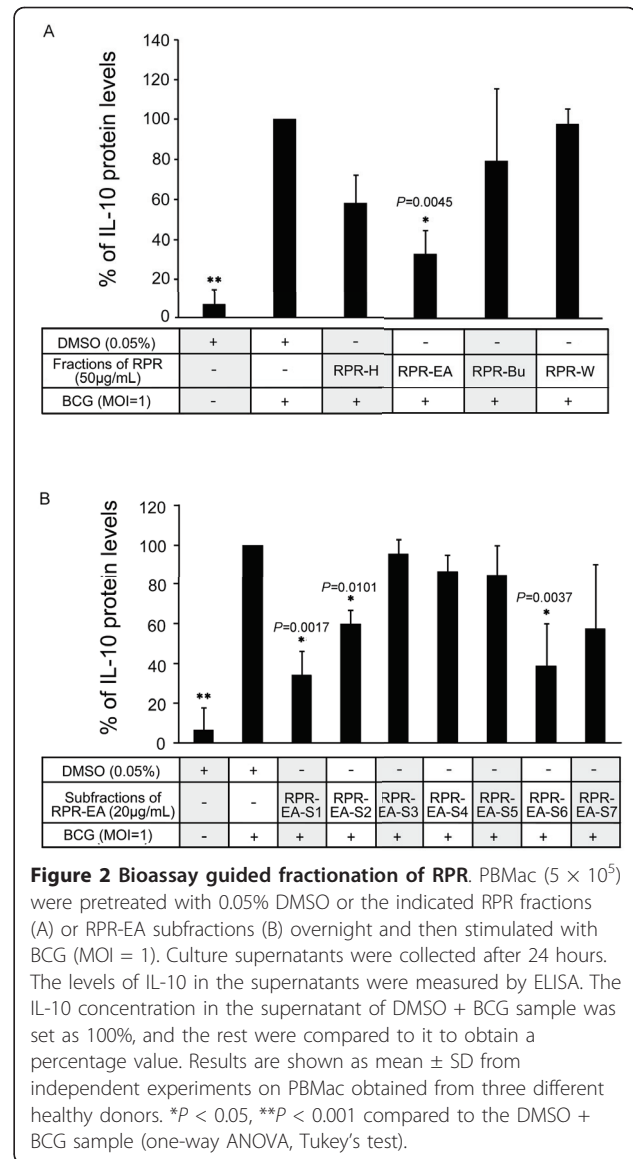 A
% of IL-10 protein levels
140
120
100
80
60
40
20
0
**
P=0.0045
*
DMSO (0.05%) + + - - - -
Fractions of RPR
(50µg/mL) - - RPR-H RPR-EA RPR-Bu RPR-W
BCG (MOI=1) - + + + + +
B
% of IL-10 protein levels
120
100
80
60
40
20
0
**
P=0.0017
*
P=0.0101
*
P=0.0037
*
DMSO (0.05%) + + - - - - - - -
Subfractions of
RPR-EA (20µg/mL) - - RPR-EA-S1 RPR-EA-S2 RPR-EA-S3 RPR-EA-S4 RPR-EA-S5 RPR-EA-S6 RPR-EA-S7
BCG (MOI=1) - + + + + + + + +
Figure 2 Bioassay guided fractionation of RPR. PBMac (5 × 10⁵)
were pretreated with 0.05% DMSO or the indicated RPR fractions
(A) or RPR-EA subfractions (B) overnight and then stimulated with
BCG (MOI = 1). Culture supernatants were collected after 24 hours.
The levels of IL-10 in the supernatants were measured by ELISA. The
IL-10 concentration in the supernatant of DMSO + BCG sample was
set as 100%, and the rest were compared to it to obtain a
percentage value. Results are shown as mean ± SD from
independent experiments on PBMac obtained from three different
healthy donors. *P < 0.05, **P < 0.001 compared to the DMSO +
BCG sample (one-way ANOVA, Tukey's test).